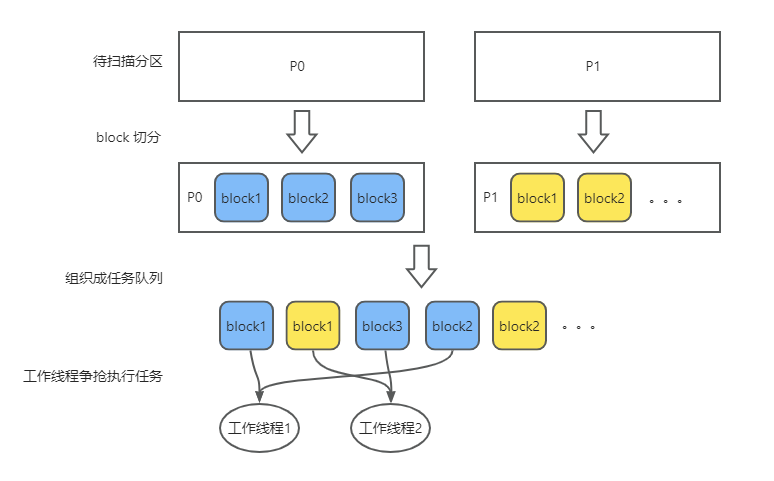 待扫描分区
P0
P1
block 切分
P0
block1
block2
block3
P1
block1
block2
。。。
组织成任务队列
block1
block1
block3
block2
block2
。。。
工作线程争抢执行任务
工作线程1
工作线程2